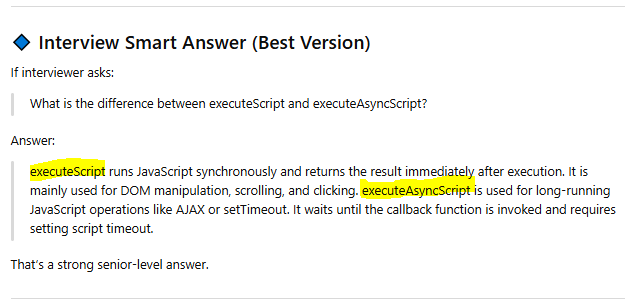 Interview Smart Answer (Best Version)
If interviewer asks:
What is the difference between executeScript and executeAsyncScript?
Answer:
executeScript runs JavaScript synchronously and returns the result immediately after execution. It is
mainly used for DOM manipulation, scrolling, and clicking. executeAsyncScript is used for long-running
JavaScript operations like AJAX or setTimeout. It waits until the callback function is invoked and requires
setting script timeout.
That's a strong senior-level answer.